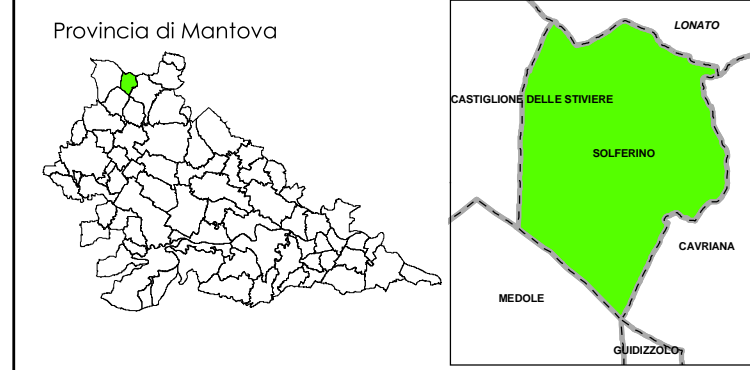 Provincia di Mantova
LONATO
CASTIGLIONE DELLE STIVIERE
SOLFERINO
CAVRIANA
MEDOLE
GUIDIZZOLO